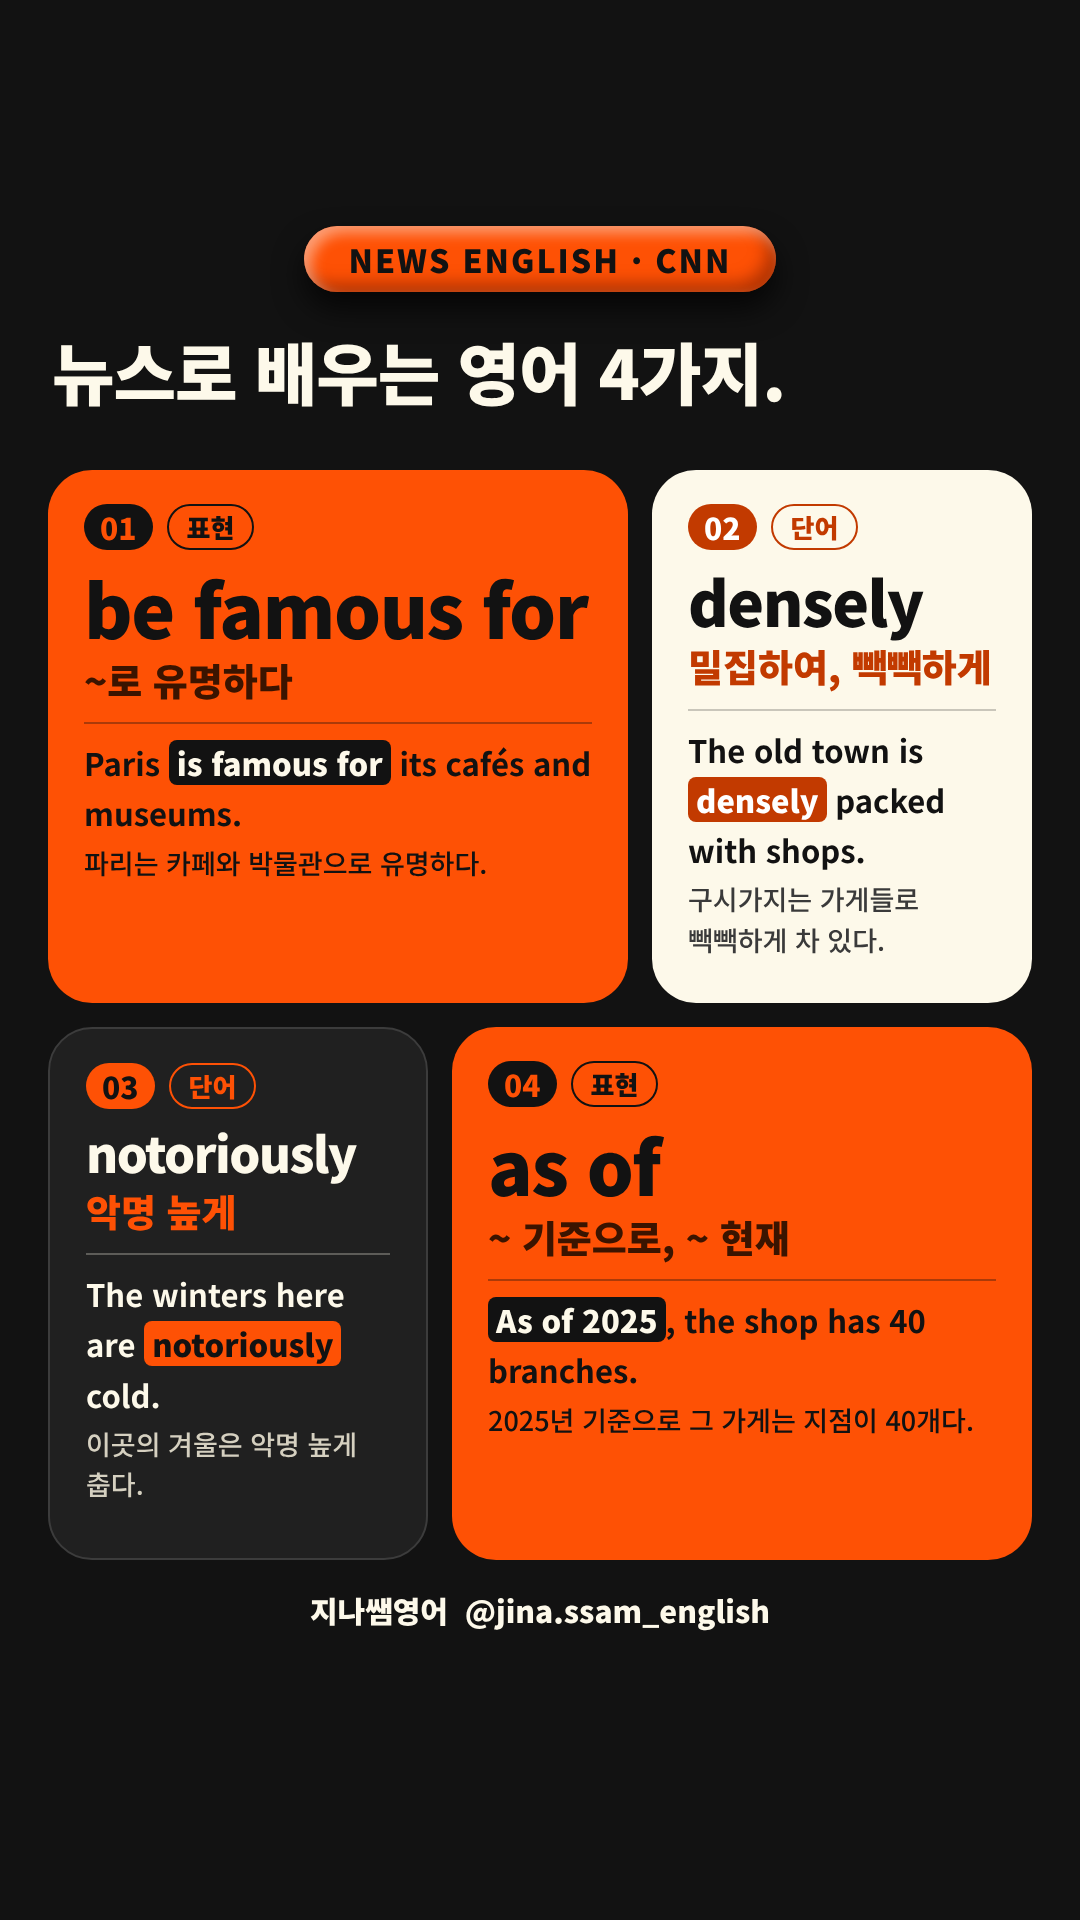 NEWS ENGLISH · CNN
뉴스로 배우는 영어 4가지.
01 표현
be famous for
~로 유명하다
Paris is famous for its cafés and
museums.
파리는 카페와 박물관으로 유명하다.
02 단어
densely
밀집하여, 빽빽하게
The old town is
densely packed
with shops.
구시가지는 가게들로
빽빽하게 차 있다.
03 단어
notoriously
악명 높게
The winters here
are notoriously
cold.
이곳의 겨울은 악명 높게
춥다.
04 표현
as of
~ 기준으로, ~ 현재
As of 2025, the shop has 40
branches.
2025년 기준으로 그 가게는 지점이 40개다.
지나쌤영어 @jina.ssam_english